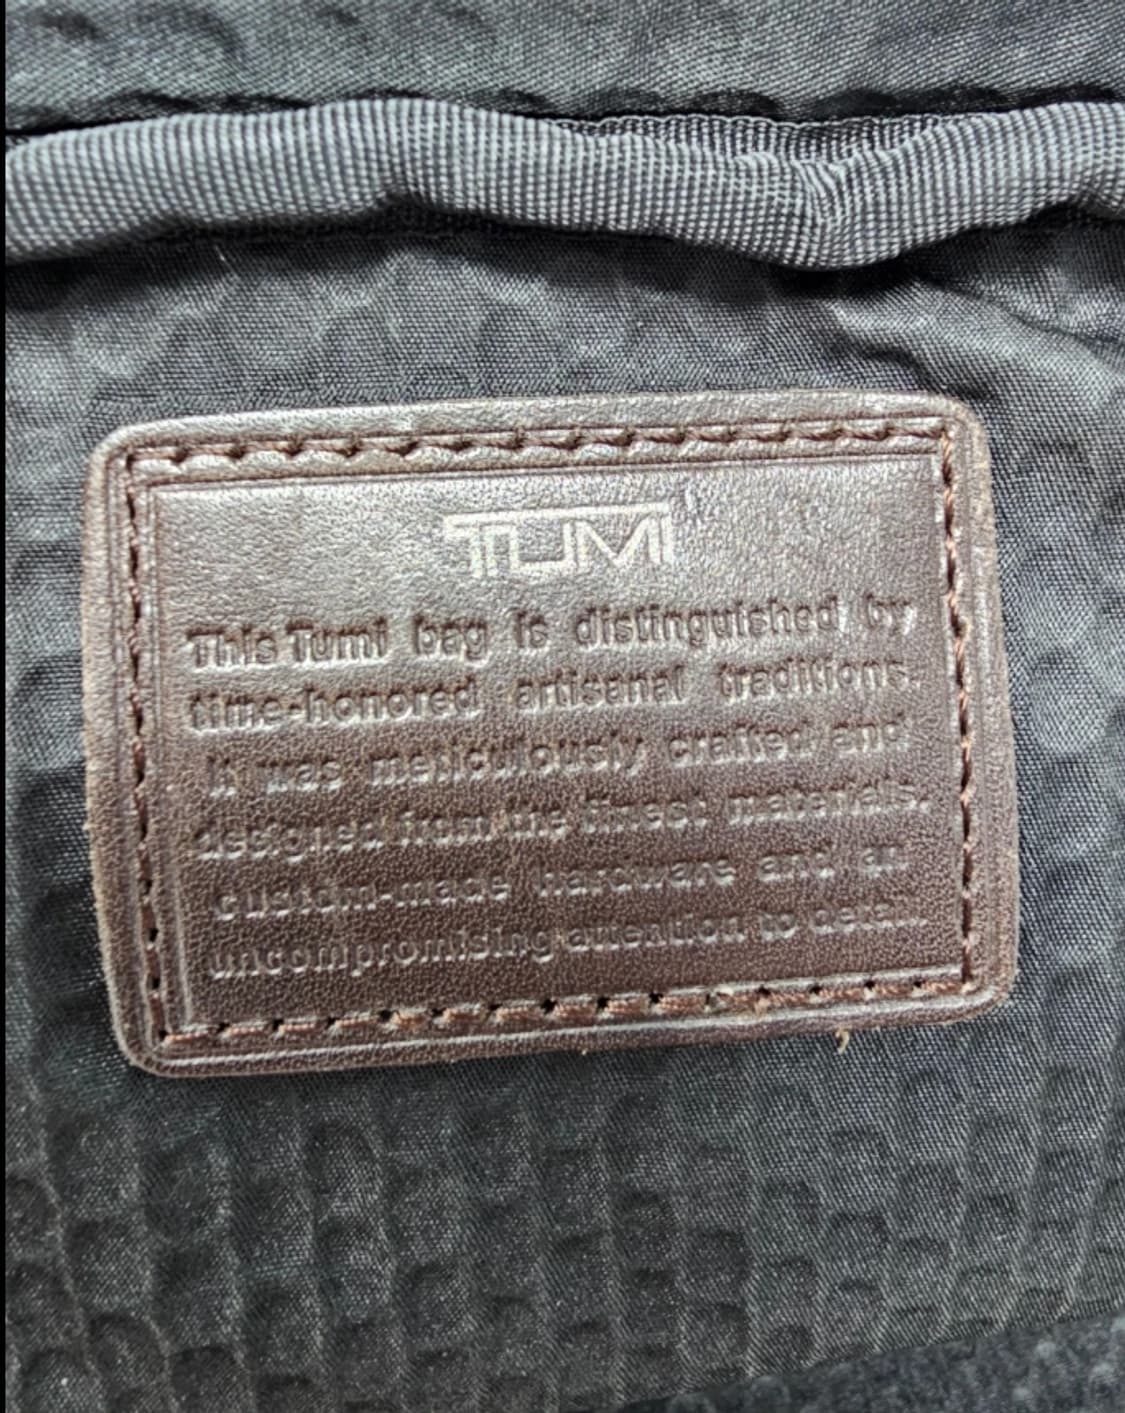 TUMI
This Tumi bag is distinguished by
time-honored artisanal traditions.
It was meticulously crafted and
designed from the finest materials,
custom-made hardware and an
uncompromising attention to detail.